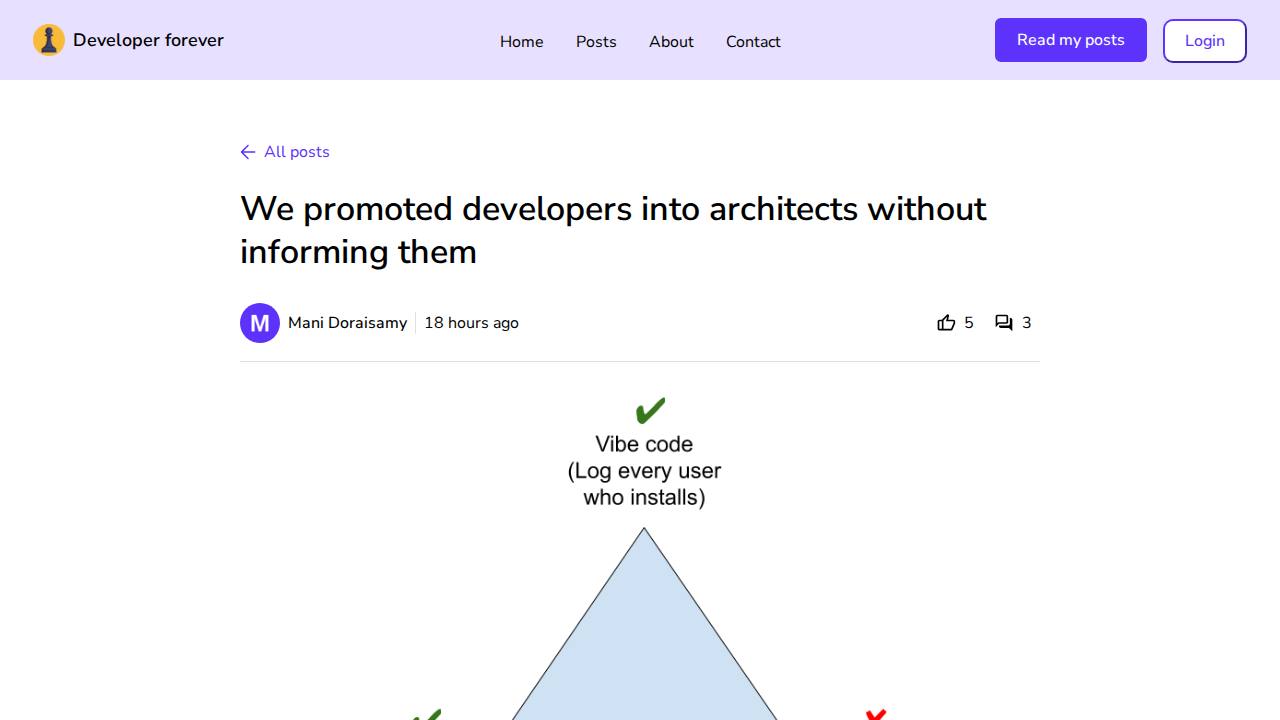 Developer forever
Home
Posts
About
Contact
Read my posts
Login
All posts
We promoted developers into architects without
informing them
M
Mani Doraisamy
18 hours ago
5
3
Vibe code
(Log every user
who installs)